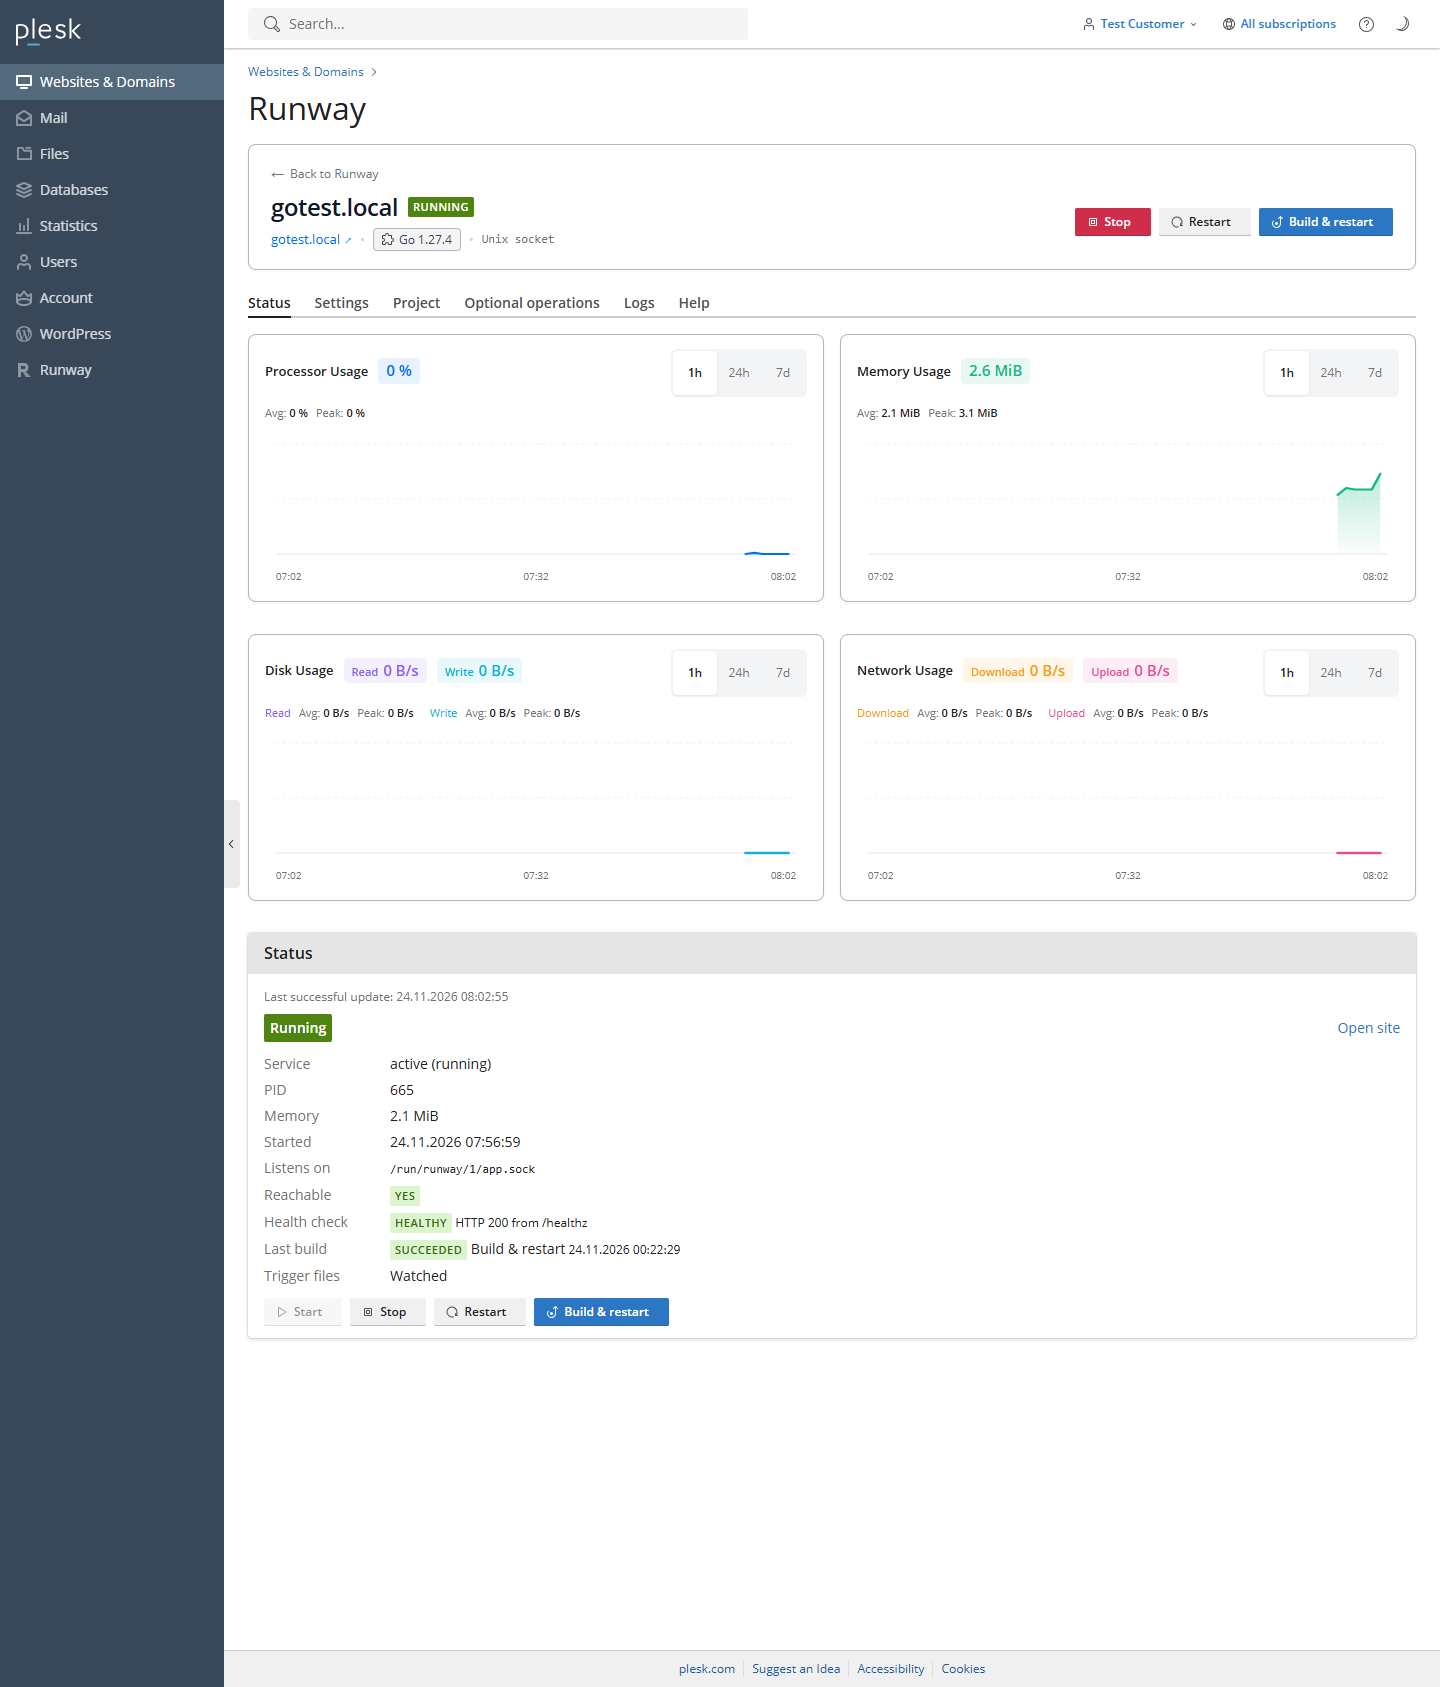 plesk
Search...
Test Customer
All subscriptions
Websites & Domains
Mail
Files
Databases
Statistics
Users
Account
WordPress
Runway
Websites & Domains
Runway
← Back to Runway
gotest.local RUNNING
gotest.local ↗ • Go 1.27.4 • Unix socket
Stop Restart Build & restart
Status Settings Project Optional operations Logs Help
Processor Usage 0 % 1h 24h 7d
Avg: 0 % Peak: 0 %
07:02 07:32 08:02
Memory Usage 2.6 MiB 1h 24h 7d
Avg: 2.1 MiB Peak: 3.1 MiB
07:02 07:32 08:02
Disk Usage Read 0 B/s Write 0 B/s 1h 24h 7d
Read Avg: 0 B/s Peak: 0 B/s Write Avg: 0 B/s Peak: 0 B/s
07:02 07:32 08:02
Network Usage Download 0 B/s Upload 0 B/s 1h 24h 7d
Download Avg: 0 B/s Peak: 0 B/s Upload Avg: 0 B/s Peak: 0 B/s
07:02 07:32 08:02
Status
Last successful update: 24.11.2026 08:02:55
Running Open site
Service active (running)
PID 665
Memory 2.1 MiB
Started 24.11.2026 07:56:59
Listens on /run/runway/1/app.sock
Reachable YES
Health check HEALTHY HTTP 200 from /healthz
Last build SUCCEEDED Build & restart 24.11.2026 00:22:29
Trigger files Watched
Start Stop Restart Build & restart
plesk.com Suggest an Idea Accessibility Cookies